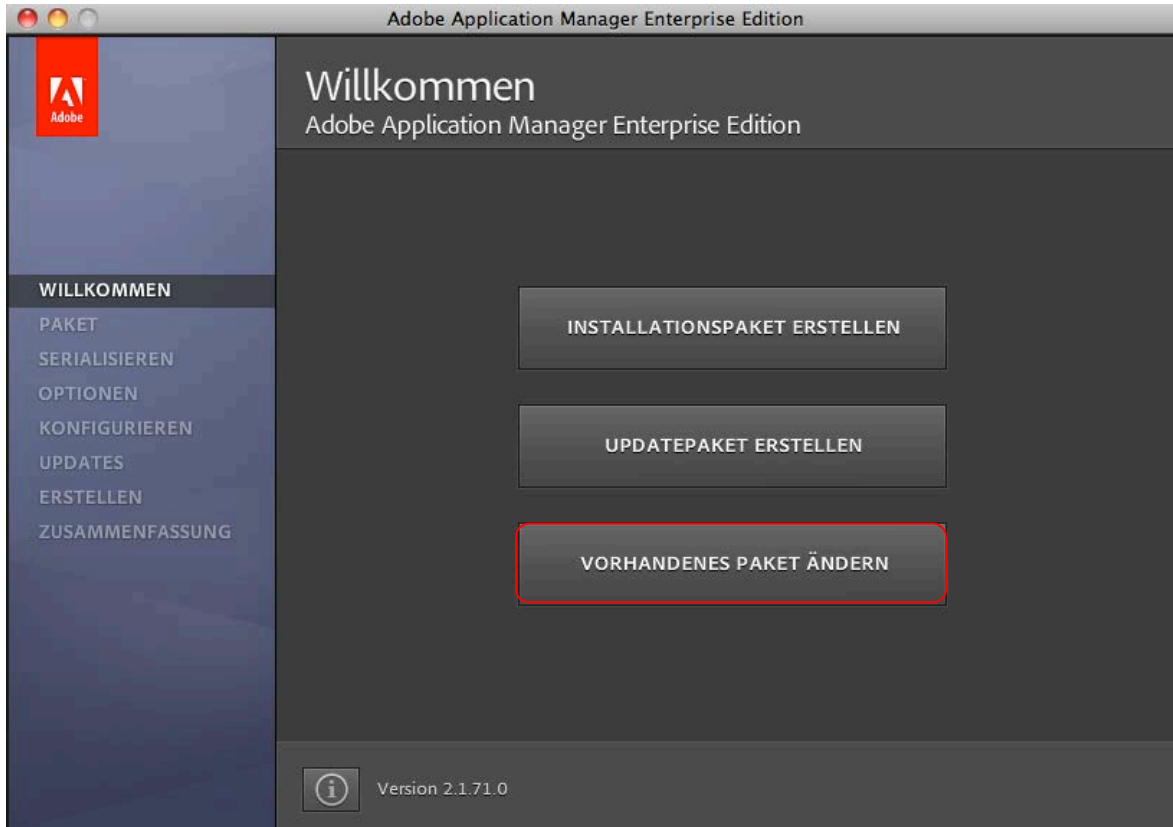 Adobe Application Manager Enterprise Edition
Adobe
Willkommen
Adobe Application Manager Enterprise Edition
WILLKOMMEN
PAKET
SERIALISIEREN
OPTIONEN
KONFIGURIEREN
UPDATES
ERSTELLEN
ZUSAMMENFASSUNG
INSTALLATIONSPAKET ERSTELLEN
UPDATEPAKET ERSTELLEN
VORHANDENES PAKET ÄNDERN
Version 2.1.71.0